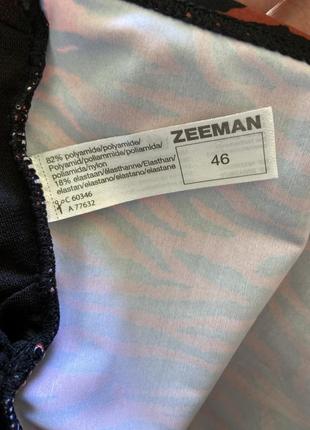 82% polyamide/polyamide/
Polyamid/poliammide/poliamida/
poliamida/nylon
18% elastaan/élasthanne/Elasthan/
elastan/elastano/elastano/elastane
C 60346
A 77632
ZEEMAN
46